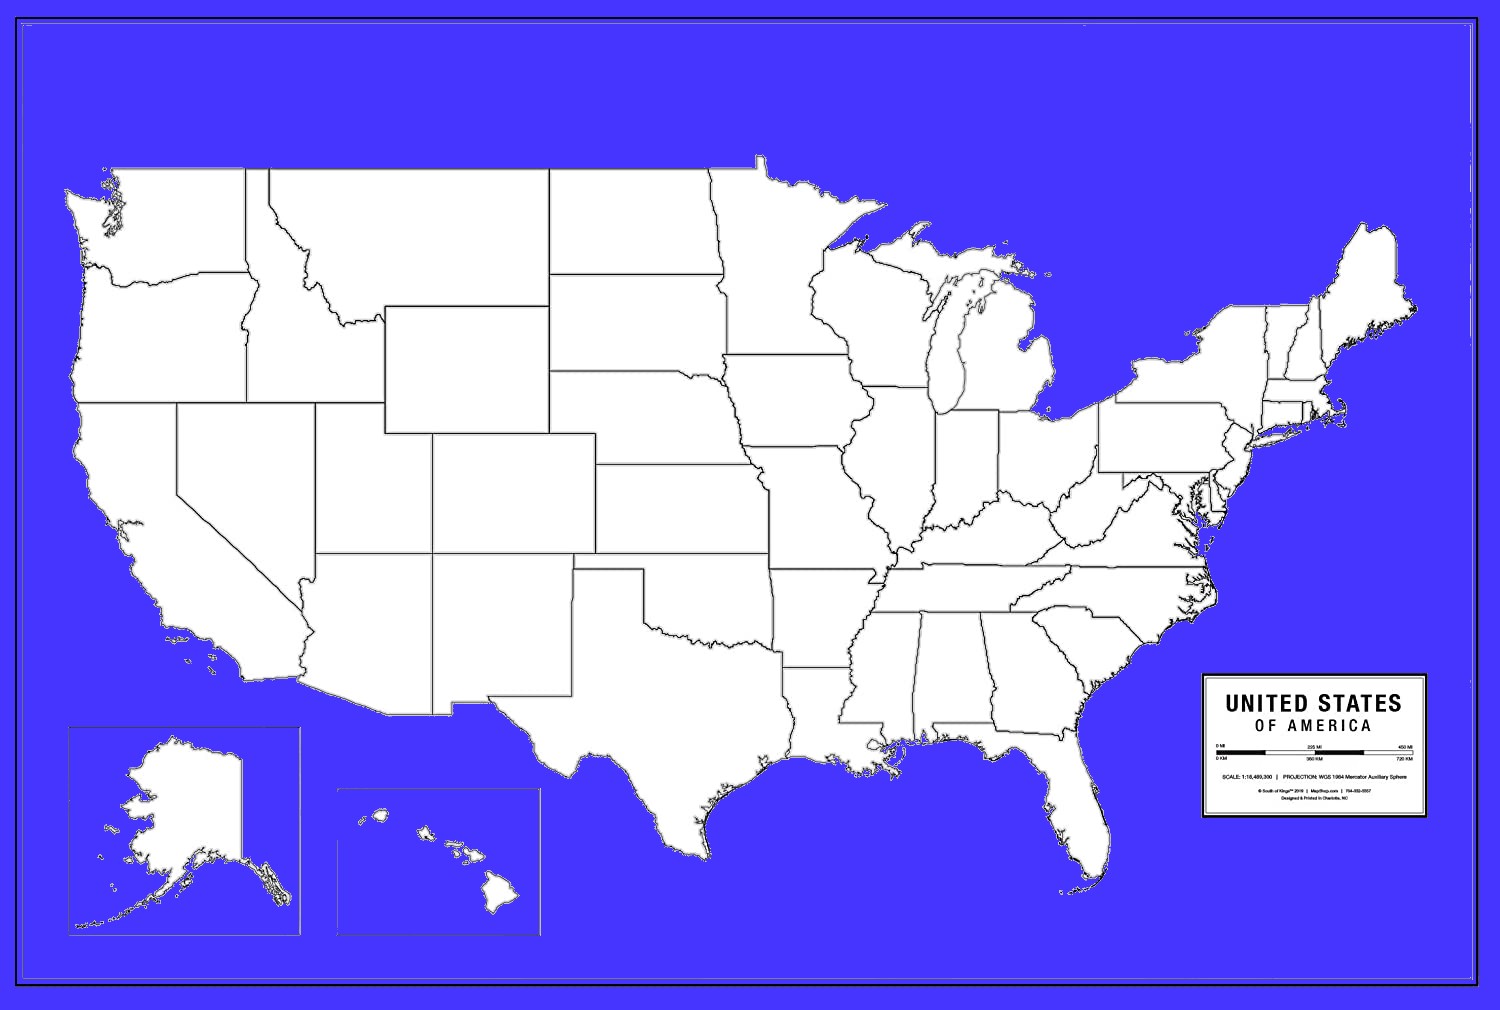 UNITED STATES
OF AMERICA
0 MI 225 MI 450 MI
0 KM 360 KM 720 KM
SCALE: 1:18,489,300 | PROJECTION: WGS 1984 Mercator Auxiliary Sphere
© South of Kings™ 2019 | MapShop.com | 704-332-5557
Designed & Printed in Charlotte, NC